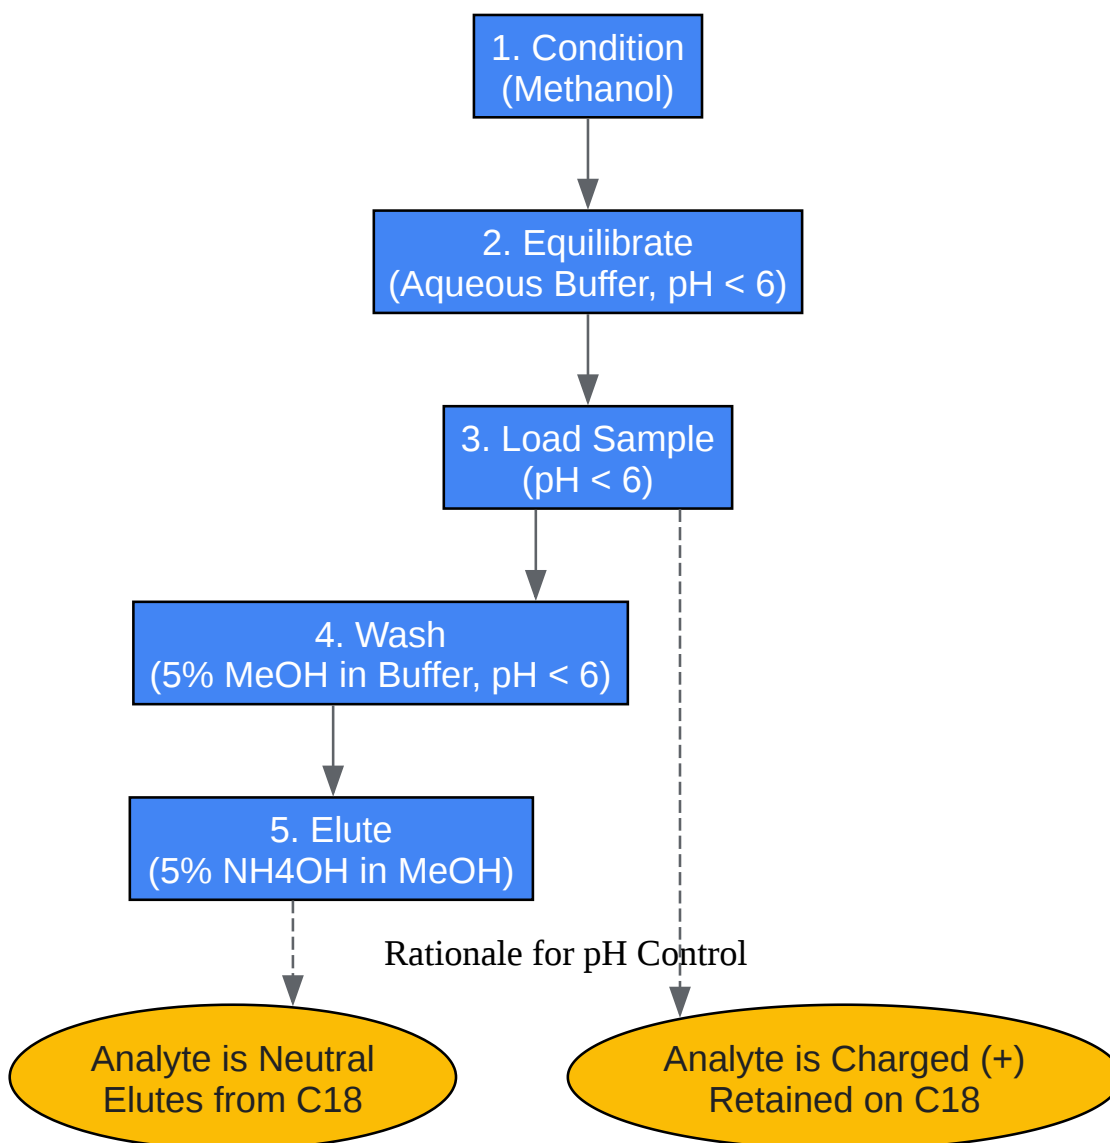 1. Condition
(Methanol)
2. Equilibrate
(Aqueous Buffer, pH < 6)
3. Load Sample
(pH < 6)
4. Wash
(5% MeOH in Buffer, pH < 6)
5. Elute
(5% NH4OH in MeOH)
Rationale for pH Control
Analyte is Neutral
Elutes from C18
Analyte is Charged (+)
Retained on C18